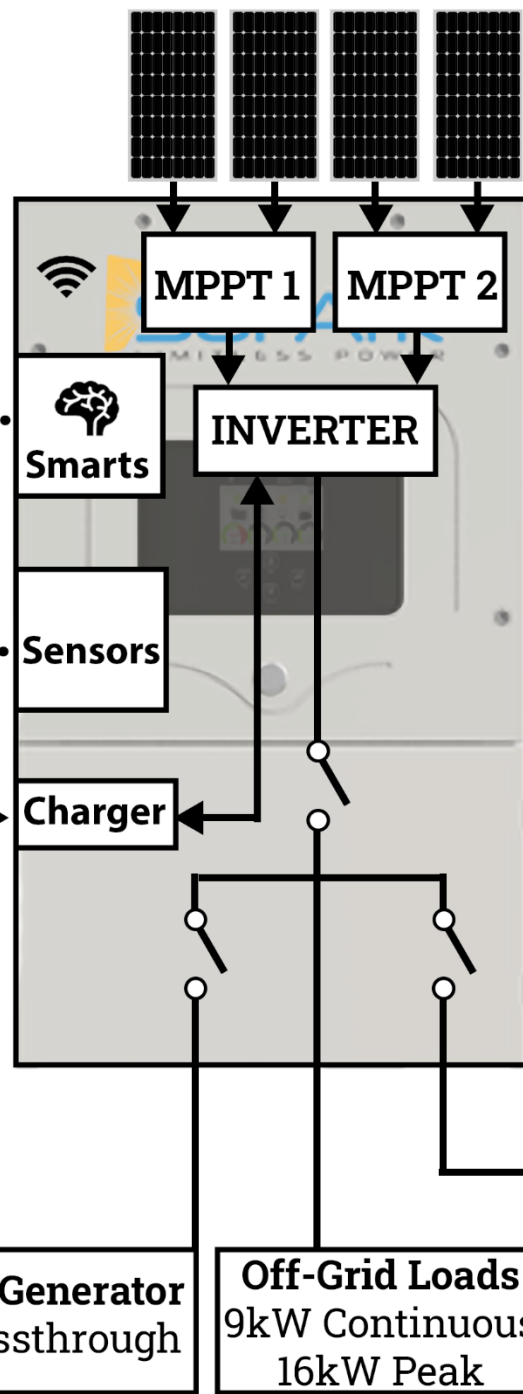 MPPT 1
MPPT 2
INVERTER
Smarts
Sensors
Charger
Generator
ssthrough
Off-Grid Loads
9kW Continuous
16kW Peak